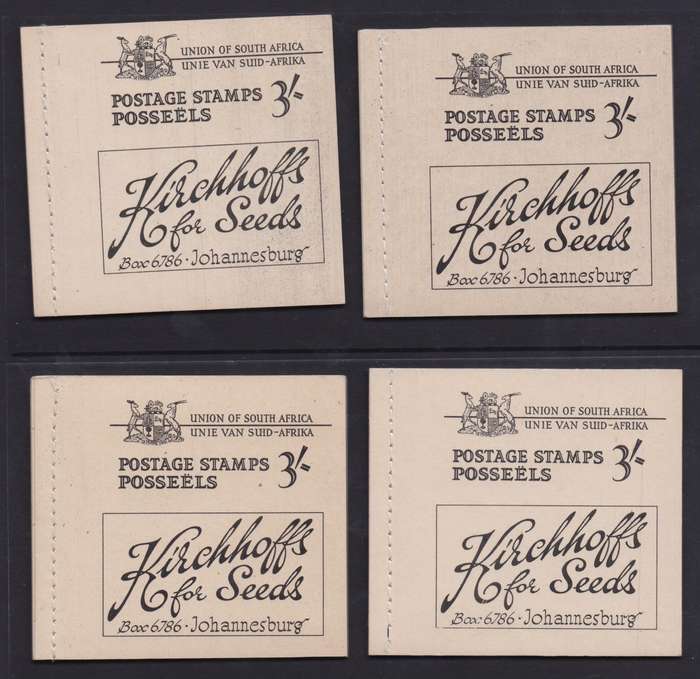 UNION OF SOUTH AFRICA
UNIE VAN SUID-AFRIKA
POSTAGE STAMPS 3/-
POSSEËLS
Kirchhoffs
for Seeds
Box 6786 · Johannesburg
UNION OF SOUTH AFRICA
UNIE VAN SUID-AFRIKA
POSTAGE STAMPS 3/-
POSSEËLS
Kirchhoffs
for Seeds
Box 6786 · Johannesburg
UNION OF SOUTH AFRICA
UNIE VAN SUID-AFRIKA
POSTAGE STAMPS 3/-
POSSEËLS
Kirchhoffs
for Seeds
Box 6786 · Johannesburg
UNION OF SOUTH AFRICA
UNIE VAN SUID-AFRIKA
POSTAGE STAMPS 3/-
POSSEËLS
Kirchhoffs
for Seeds
Box 6786 · Johannesburg